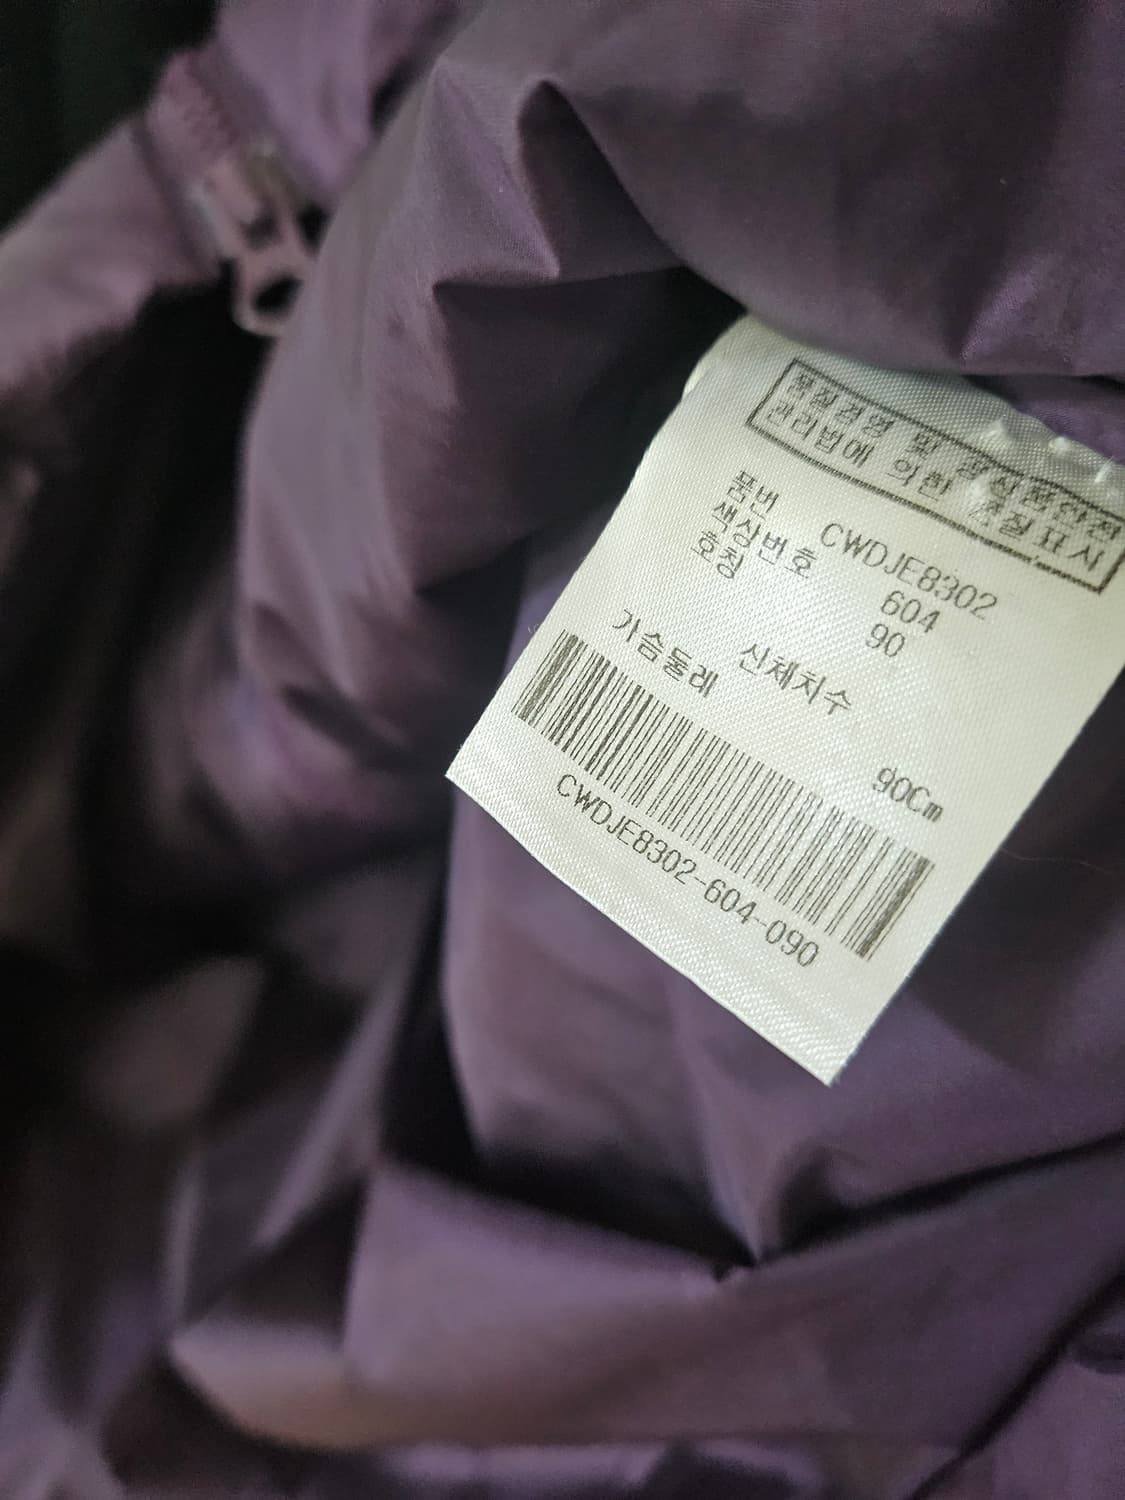 품질경영 및 공산품안전
관리법에 의한 품질표시
품번 CWDJE8302
색상번호 604
호칭 90
신체치수
가슴둘레 90Cm
CWDJE8302-604-090